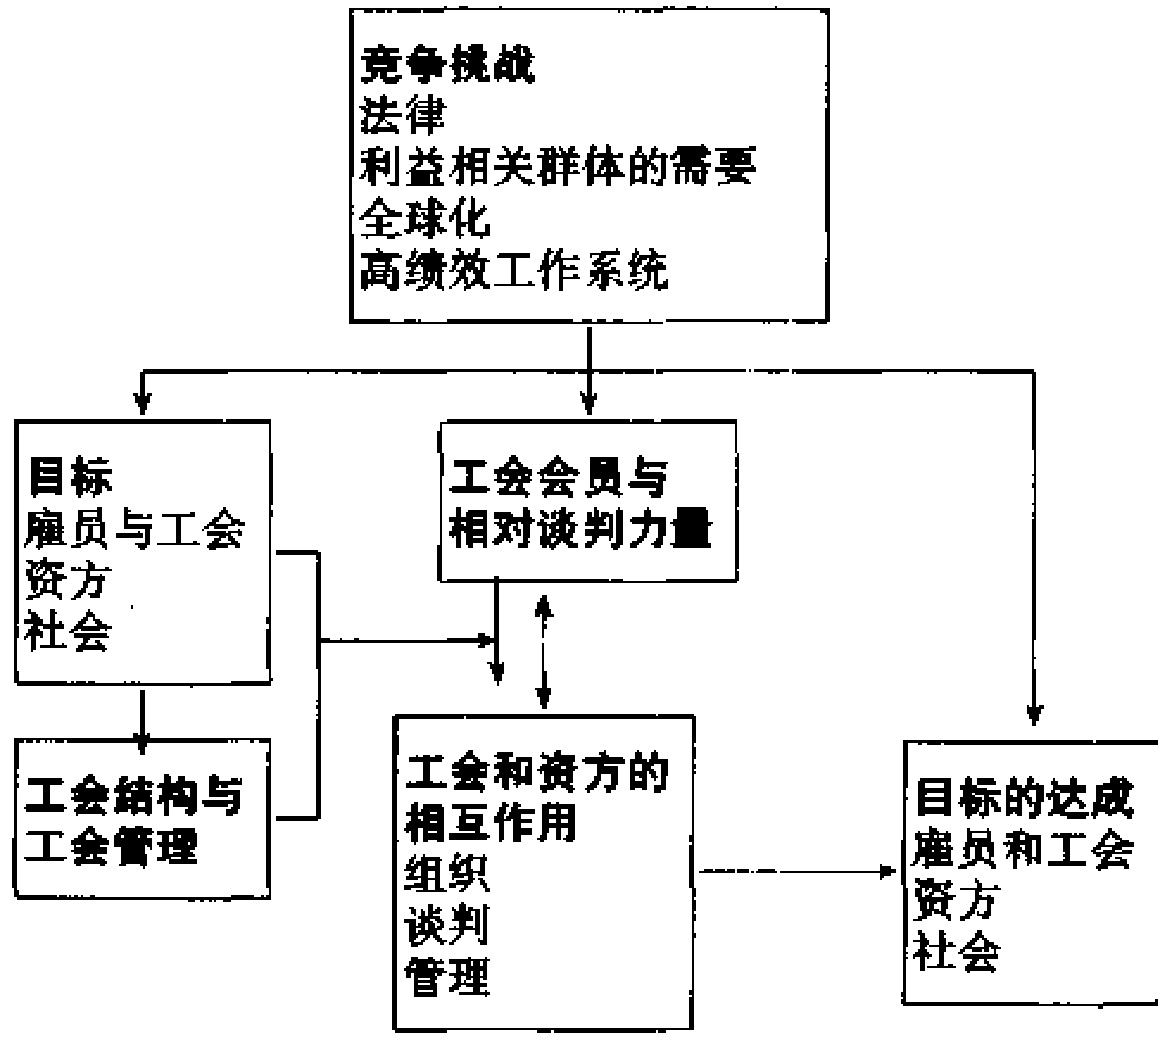 竞争挑战
法律
利益相关群体的需要
全球化
高绩效工作系统
目标
雇员与工会
资方
社会
工会会员与
相对谈判力量
工会结构与
工会管理
工会和资方的
相互作用
组织
谈判
管理
目标的达成
雇员和工会
资方
社会